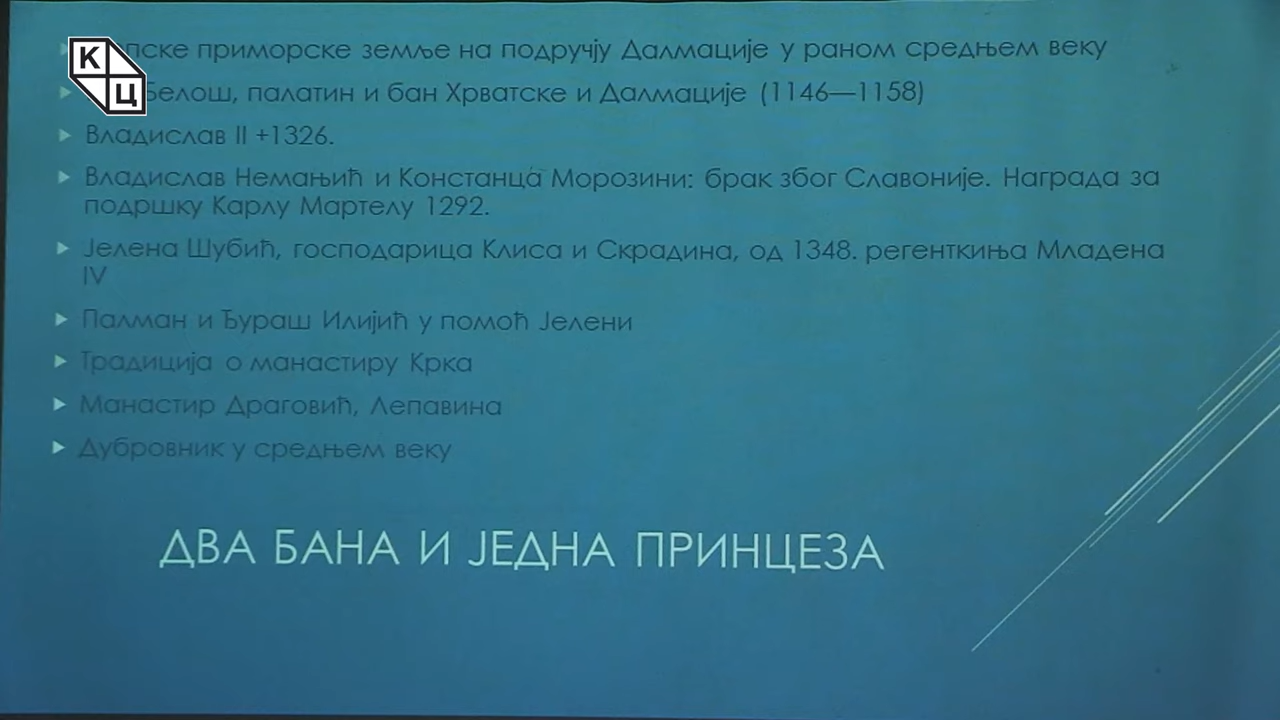 К
Ц
приморске земље на подручју Далмације у раном средњем веку
Белош, палатин и бан Хрватске и Далмације (1146—1158)
Владислав II +1326.
Владислав Немањић и Констанца Морозини: брак због Славоније. Награда за
подршку Карлу Мартелу 1292.
Јелена Шубић, господарица Клиса и Скрадина, од 1348. регенткиња Младена
IV
Палман и Ђураш Илијић у помоћ Јелени
Традиција о манастиру Крка
Манастир Драговић, Лепавина
Дубровник у средњем веку
ДВА БАНА И ЈЕДНА ПРИНЦЕЗА